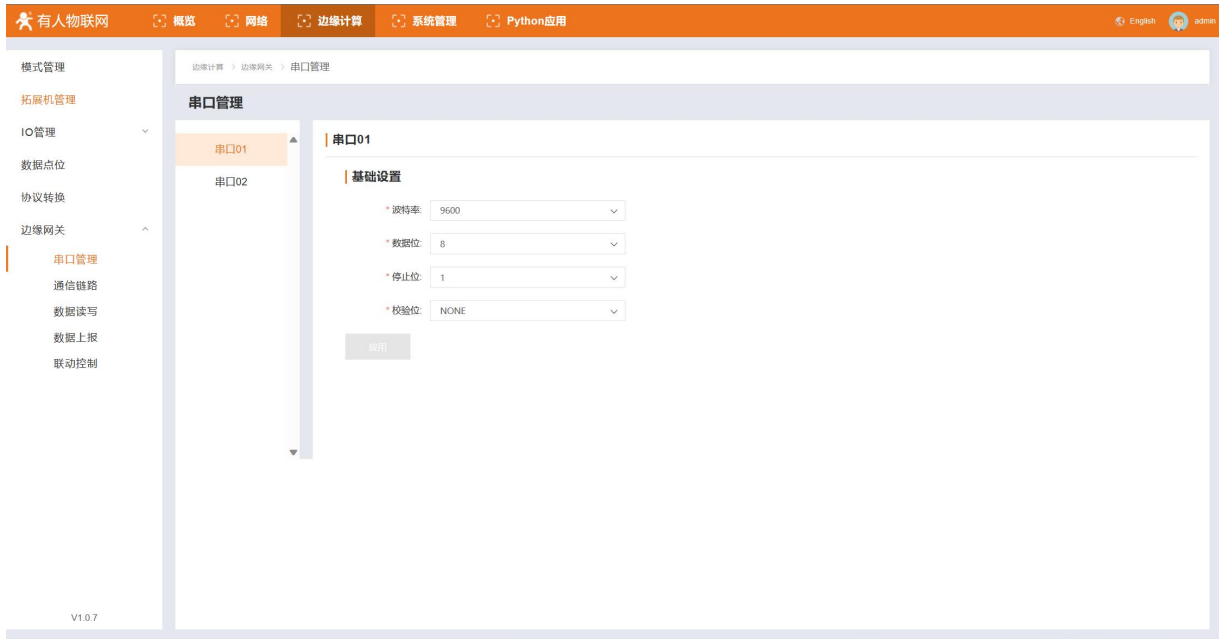 有人物联网 概览 网络 边缘计算 系统管理 Python应用 English admin
模式管理
拓展机管理
IO管理
数据点位
协议转换
边缘网关
串口管理
通信链路
数据读写
数据上报
联动控制
V1.0.7
边缘计算 > 边缘网关 > 串口管理
串口管理
串口01
串口02
串口01
基础设置
* 波特率: 9600
* 数据位: 8
* 停止位: 1
* 校验位: NONE
应用